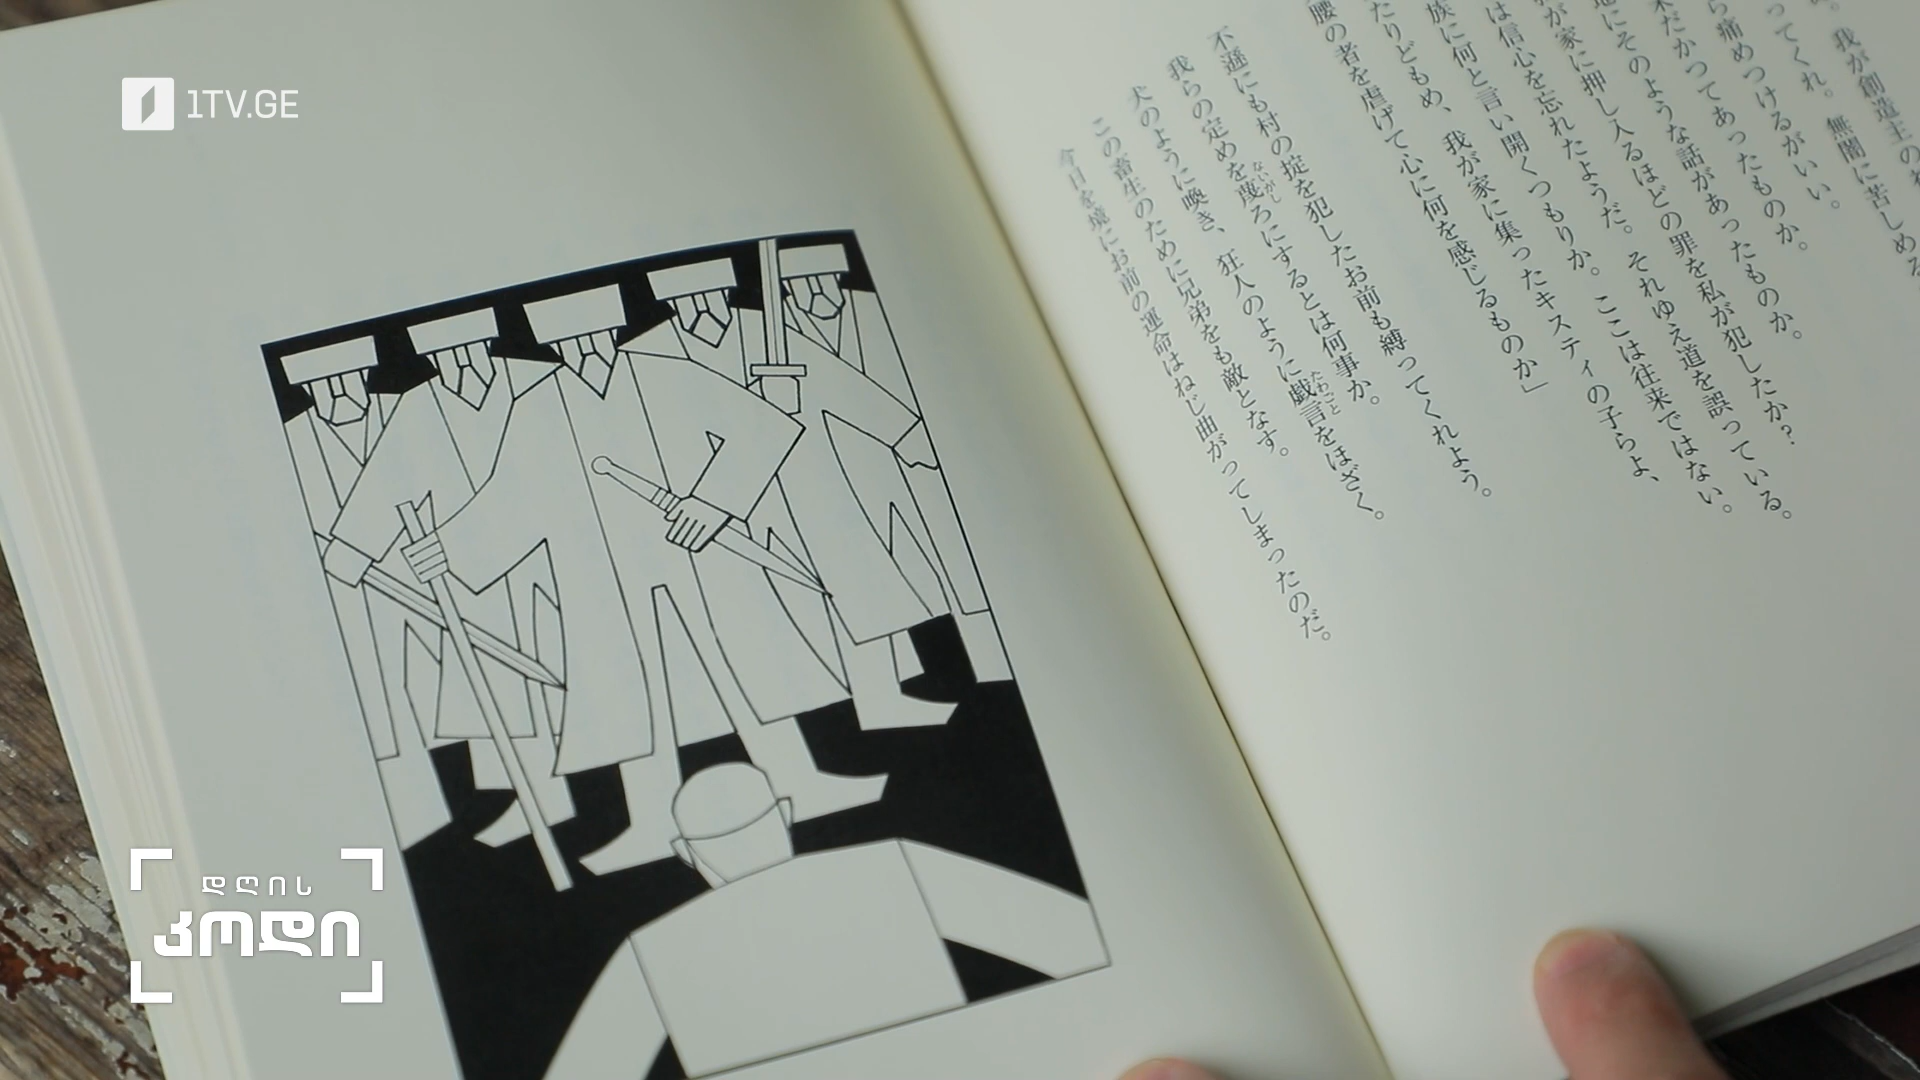 1TV.GE
我が創造主の
ってくれ。無闇に苦しめ
ら痛めつけるがいい。
未だかつてあったものか。
地にそのような話があったものか。
が家に押し入るほどの罪を私が犯したか？
は信心を忘れたようだ。それゆえ道を誤っている。
族に何と言い開くつもりか。ここは往来ではない。
たりどもめ、我が家に集ったキスティの子らよ、
腰の者を虐げて心に何を感じるものか」
不遜にも村の掟を犯したお前も縛ってくれよう。
我らの定めを蔑ろにするとは何事か。
犬のように喚き、狂人のように戯言をほざく。
この畜生のために兄弟をも敵となす。
今日を境にお前の運命はねじ曲がってしまったのだ。
დღის
კოდი